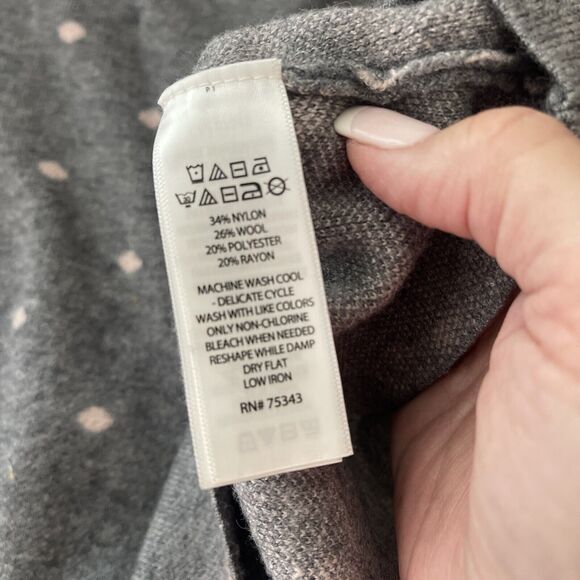 P1
34% NYLON
26% WOOL
20% POLYESTER
20% RAYON
MACHINE WASH COOL
- DELICATE CYCLE
WASH WITH LIKE COLORS
ONLY NON-CHLORINE
BLEACH WHEN NEEDED
RESHAPE WHILE DAMP
DRY FLAT
LOW IRON
RN# 75343